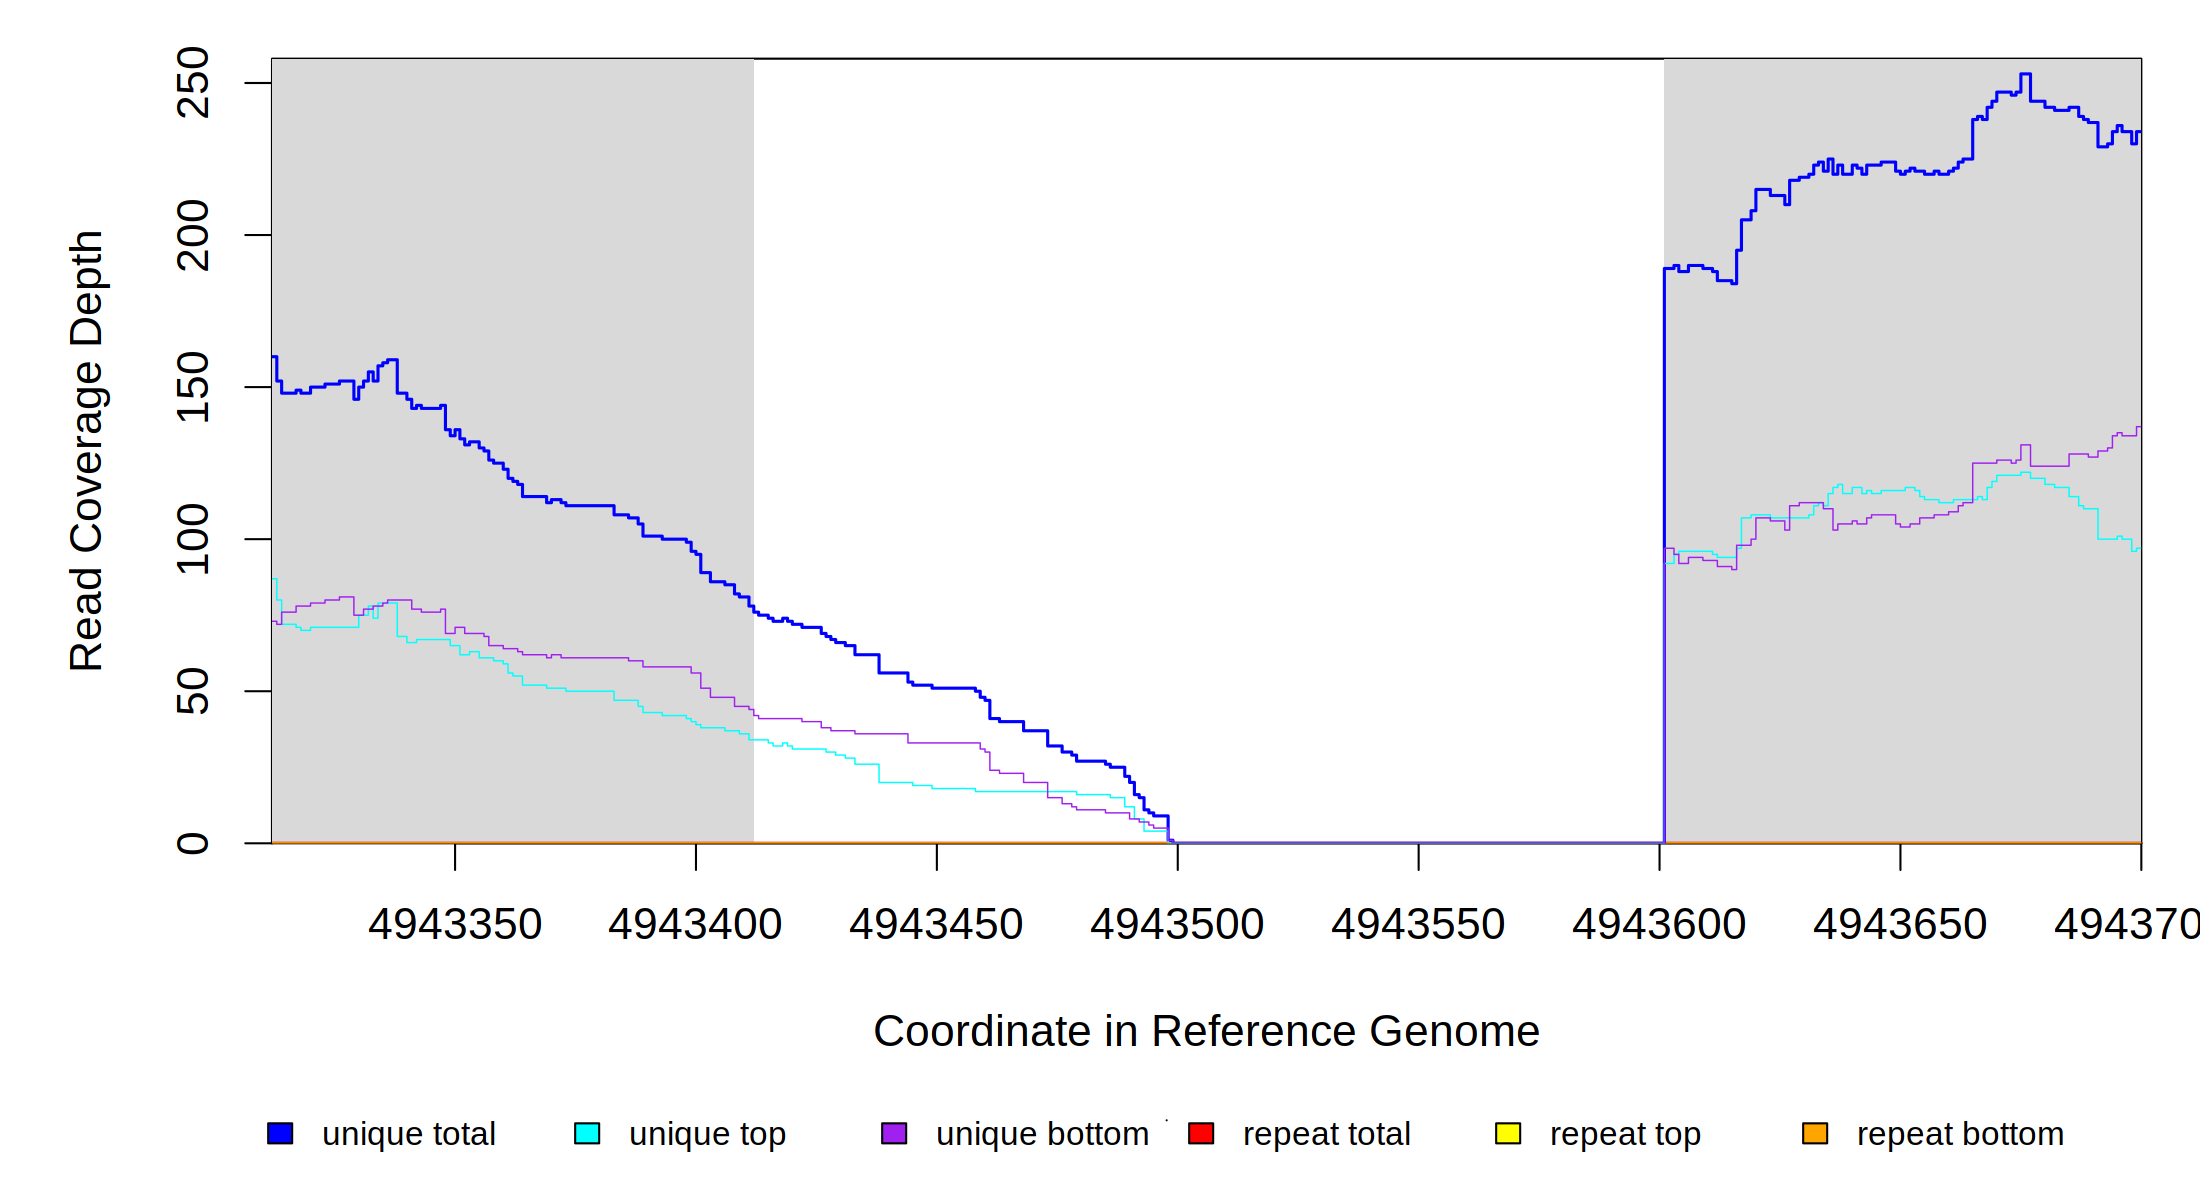 Read Coverage Depth
250
200
150
100
50
0
4943350 4943400 4943450 4943500 4943550 4943600 4943650 494370
Coordinate in Reference Genome
unique total unique top unique bottom repeat total repeat top repeat bottom